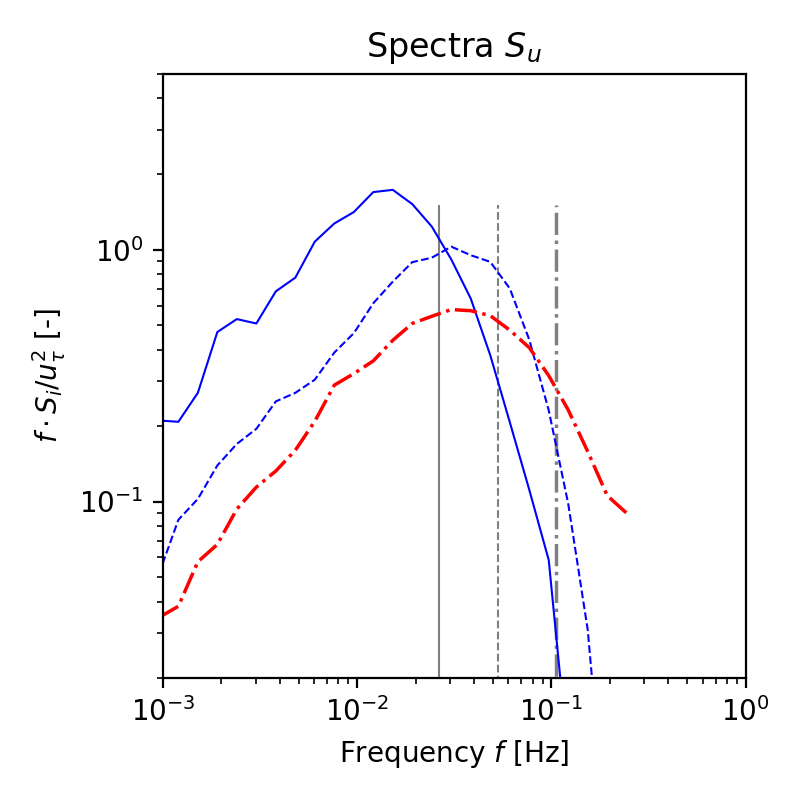 Spectra $S_u$
$f \cdot S_i/u_\tau^2$ [-]
$10^0$
$10^{-1}$
$10^{-3}$ $10^{-2}$ $10^{-1}$ $10^0$
Frequency $f$ [Hz]